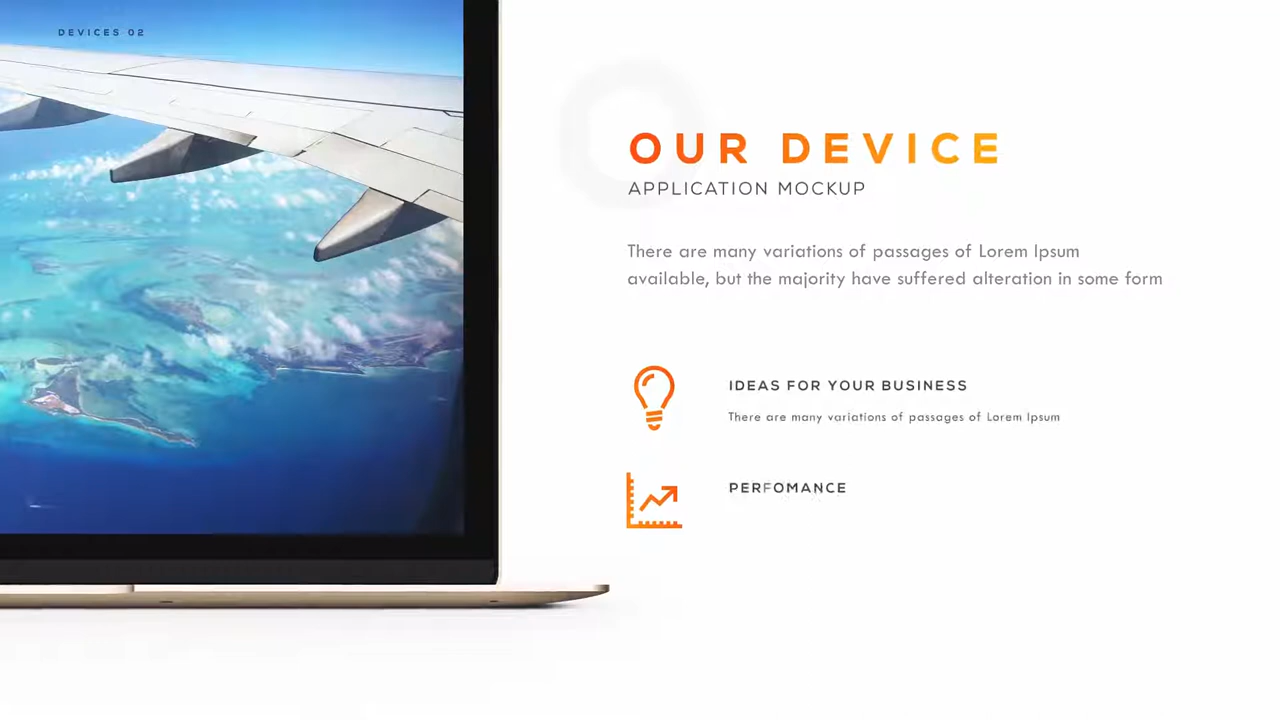 DEVICES 02
OUR DEVICE
APPLICATION MOCKUP
There are many variations of passages of Lorem Ipsum
available, but the majority have suffered alteration in some form
IDEAS FOR YOUR BUSINESS
There are many variations of passages of Lorem Ipsum
PERFOMANCE